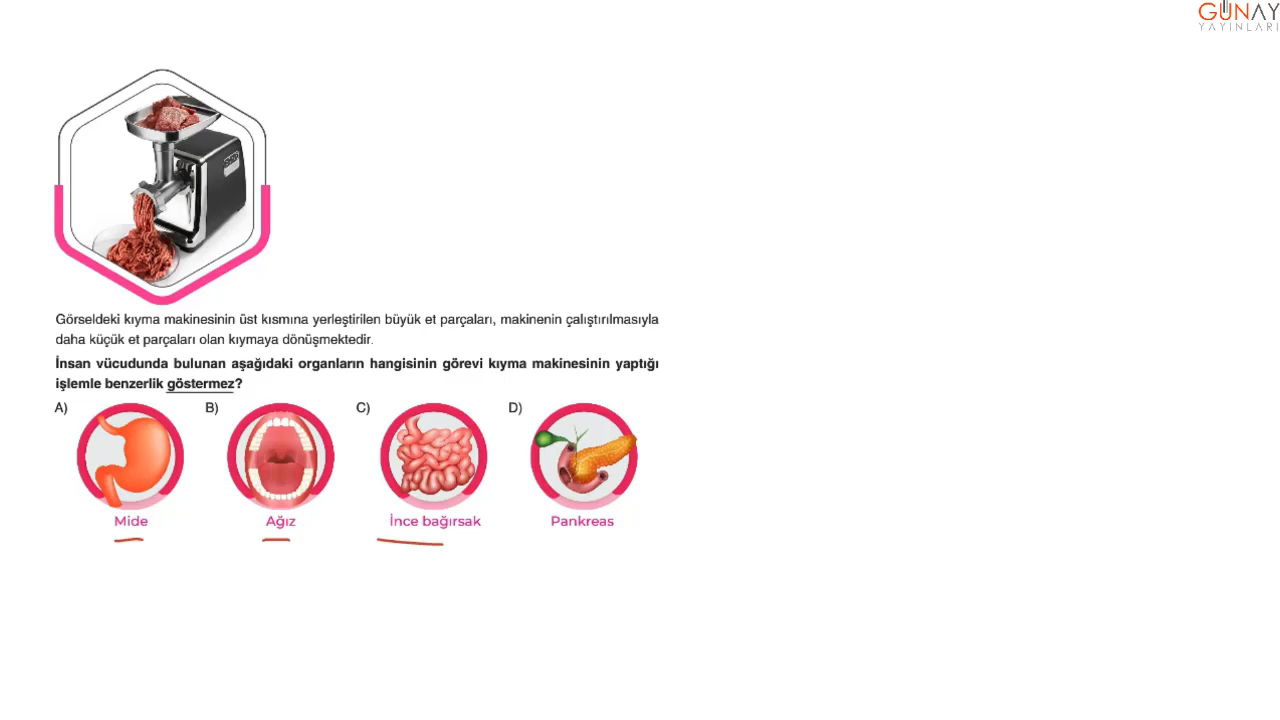 GÜNAY
YAYINLARI
Görseldeki kıyma makinesinin üst kısmına yerleştirilen büyük et parçaları, makinenin çalıştırılmasıyla
daha küçük et parçaları olan kıymaya dönüşmektedir.
İnsan vücudunda bulunan aşağıdaki organların hangisinin görevi kıyma makinesinin yaptığı
işlemle benzerlik göstermez?
A)
B)
C)
D)
Mide
Ağız
İnce bağırsak
Pankreas